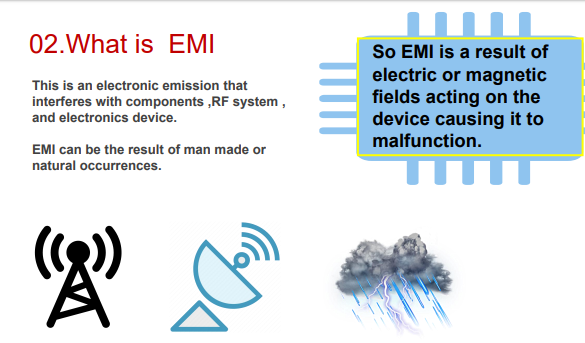 02.What is  EMI
This is an electronic emission that
interferes with components ,RF system ,
and electronics device.
EMI can be the result of man made or
natural occurrences.
So EMI is a result of
electric or magnetic
fields acting on the
device causing it to
malfunction.